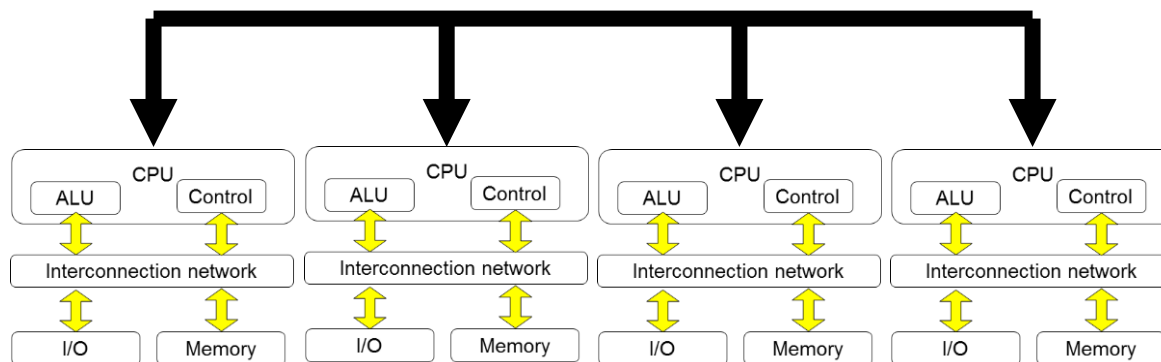 CPU CPU CPU CPU
ALU Control ALU Control ALU Control ALU Control
Interconnection network Interconnection network Interconnection network Interconnection network
I/O Memory I/O Memory I/O Memory I/O Memory